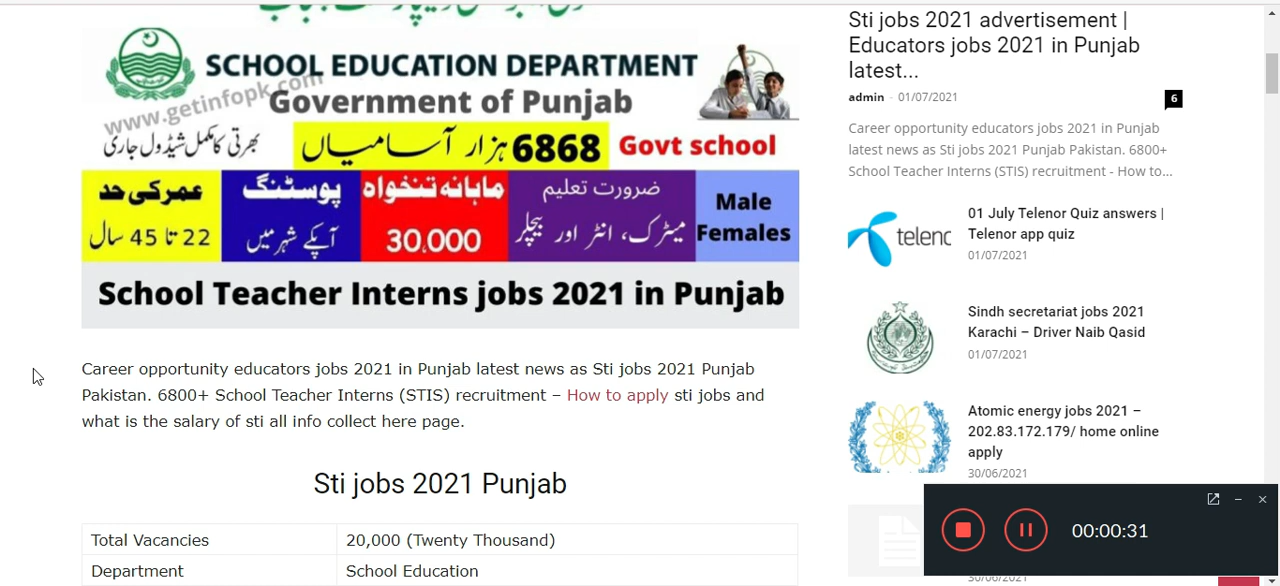 SCHOOL EDUCATION DEPARTMENT
Government of Punjab
www.getinfopk.com
بھرتی کا مکمل شیڈول جاری
6868 ہزار آسامیاں
Govt school
عمر کی حد
22 تا 45 سال
پوسٹنگ
آپکے شہر میں
ماہانہ تنخواہ
30,000
ضرورت تعلیم
میٹرک، انٹر اور بیچلر
Male
Females
School Teacher Interns jobs 2021 in Punjab
Career opportunity educators jobs 2021 in Punjab latest news as Sti jobs 2021 Punjab
Pakistan. 6800+ School Teacher Interns (STIS) recruitment – How to apply sti jobs and
what is the salary of sti all info collect here page.
Sti jobs 2021 Punjab
Total Vacancies 20,000 (Twenty Thousand)
Department School Education
Sti jobs 2021 advertisement |
Educators jobs 2021 in Punjab
latest...
admin - 01/07/2021 6
Career opportunity educators jobs 2021 in Punjab
latest news as Sti jobs 2021 Punjab Pakistan. 6800+
School Teacher Interns (STIS) recruitment - How to...
telenc
01 July Telenor Quiz answers |
Telenor app quiz
01/07/2021
Sindh secretariat jobs 2021
Karachi – Driver Naib Qasid
01/07/2021
Atomic energy jobs 2021 –
202.83.172.179/ home online
apply
30/06/2021
00:00:31
30/06/2021